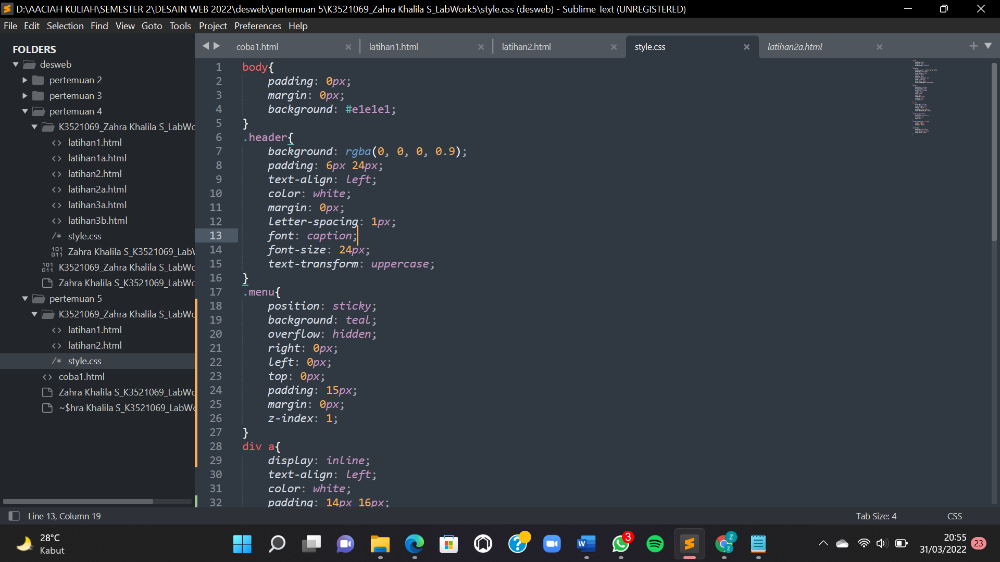 D:\AACIAH KULIAH\SEMESTER 2\DESAIN WEB 2022\desweb\pertemuan 5\K3521069_Zahra Khalila S_LabWork5\style.css (desweb) - Sublime Text (UNREGISTERED)
File Edit Selection Find View Goto Tools Project Preferences Help
FOLDERS
desweb
pertemuan 2
pertemuan 3
pertemuan 4
K3521069_Zahra Khalila S_LabWo
latihan1.html
latihan1a.html
latihan2.html
latihan2a.html
latihan3a.html
latihan3b.html
style.css
Zahra Khalila S_K3521069_LabW
K3521069_Zahra Khalila S_LabWo
Zahra Khalila S_K3521069_LabWo
pertemuan 5
K3521069_Zahra Khalila S_LabWo
latihan1.html
latihan2.html
style.css
coba1.html
Zahra Khalila S_K3521069_LabWo
~$hra Khalila S_K3521069_LabWo
coba1.html latihan1.html latihan2.html style.css latihan2a.html
1 body{
2 padding: 0px;
3 margin: 0px;
4 background: #e1e1e1;
5 }
6 .header{
7 background: rgba(0, 0, 0, 0.9);
8 padding: 6px 24px;
9 text-align: left;
10 color: white;
11 margin: 0px;
12 letter-spacing: 1px;
13 font: caption;
14 font-size: 24px;
15 text-transform: uppercase;
16 }
17 .menu{
18 position: sticky;
19 background: teal;
20 overflow: hidden;
21 right: 0px;
22 left: 0px;
23 top: 0px;
24 padding: 15px;
25 margin: 0px;
26 z-index: 1;
27 }
28 div a{
29 display: inline;
30 text-align: left;
31 color: white;
32 padding: 14px 16px;
Line 13, Column 19 Tab Size: 4 CSS
28°C
Kabut
3
20:55
31/03/2022
23